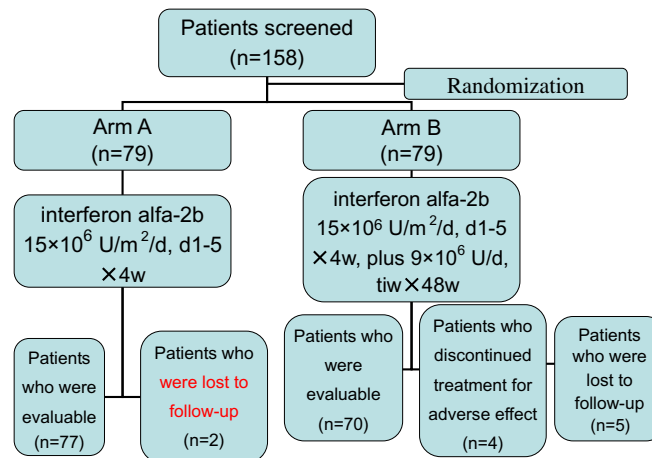 Patients screened
(n=158)
Randomization
Arm A
(n=79)
Arm B
(n=79)
interferon alfa-2b
15×10⁶ U/m²/d, d1-5
×4w
interferon alfa-2b
15×10⁶ U/m²/d, d1-5
×4w, plus 9×10⁶ U/d,
tiw×48w
Patients
who were
evaluable
(n=77)
Patients who
were lost to
follow-up
(n=2)
Patients who
were
evaluable
(n=70)
Patients who
discontinued
treatment for
adverse effect
(n=4)
Patients
who were
lost to
follow-up
(n=5)